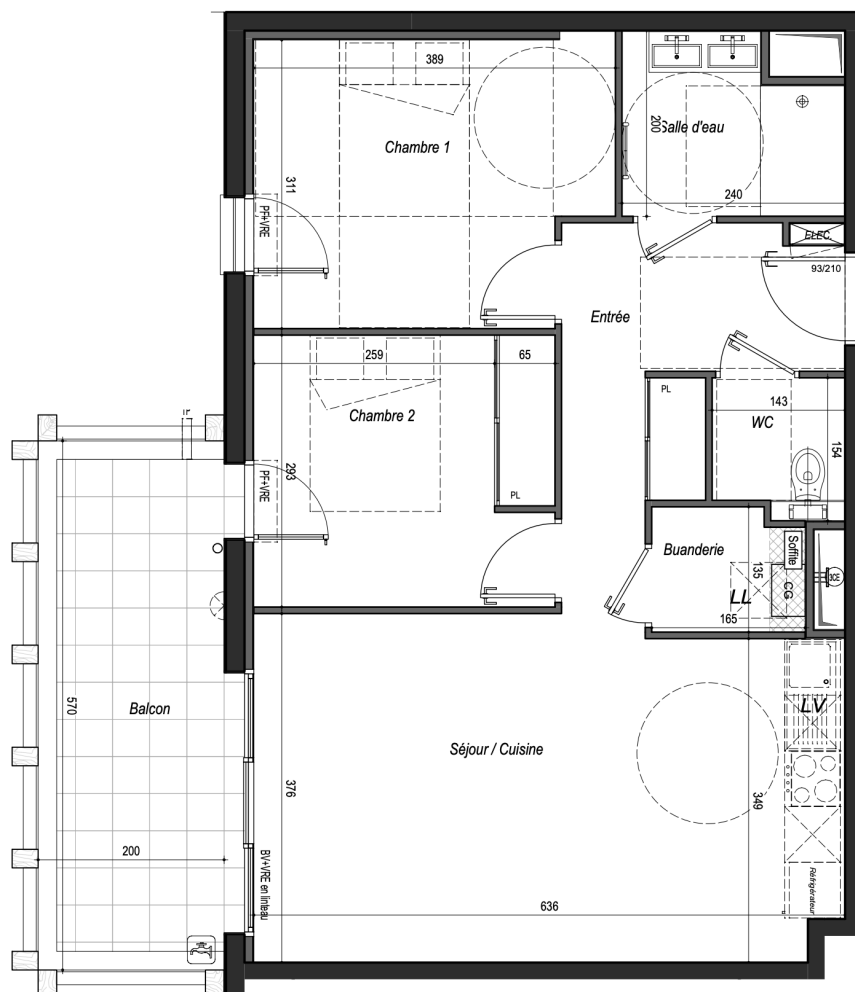 389
Chambre 1
311
PF+VRE
200
Salle d'eau
240
ELEC.
93/210
Entrée
259
65
Chambre 2
293
PF+VRE
PL
PL
143
WC
154
Buanderie
Soffite
135
CG
LL
165
3CE
LV
570
Balcon
Séjour / Cuisine
376
349
200
BV+VRE en linteau
636
Réfrigérateur